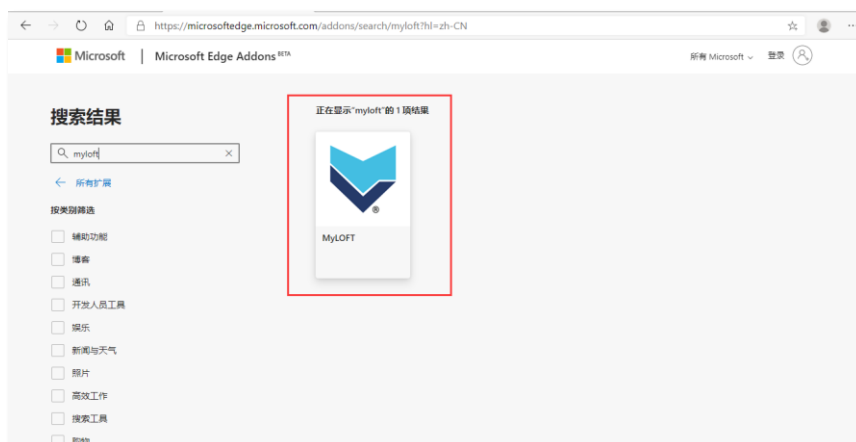 https://microsoftedge.microsoft.com/addons/search/myloft?hl=zh-CN
Microsoft | Microsoft Edge Addons BETA
所有 Microsoft
登录
搜索结果
myloft
所有扩展
按类别筛选
辅助功能
博客
通讯
开发人员工具
娱乐
新闻与天气
照片
高效工作
搜索工具
购物
正在显示"myloft"的 1 项结果
®
MyLOFT